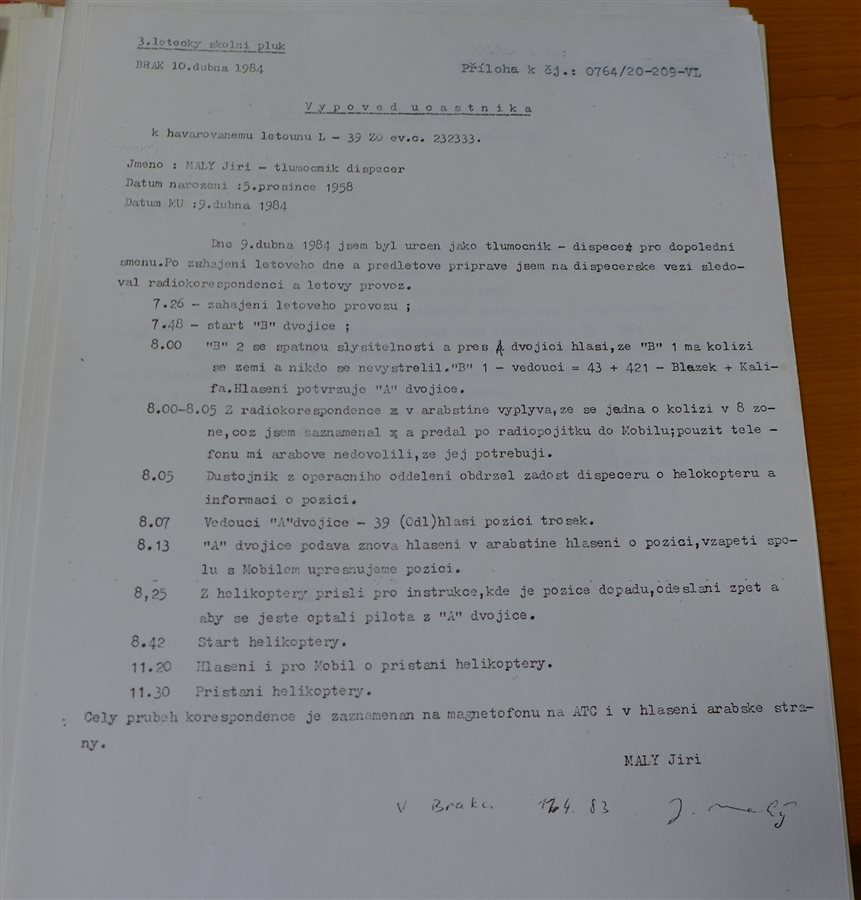 3.letecky skolni pluk
BRAK 10.dubna 1984
Příloha k čj.: 0764/20-209-VL
V y p o v e d  u c a s t n i k a
k havarovanemu letounu L - 39 ZO ev.c. 232333.
Jmeno : MALY Jiri - tlumocnik dispecer
Datum narozeni :5.prosince 1958
Datum MU :9.dubna 1984
Dne 9.dubna 1984 jsem byl urcen jako tlumocnik - dispecer pro dopoledni
smenu.Po zahajeni letoveho dne a predletove priprave jsem na dispecerske vezi sledo-
val radiokorespondenci a letovy provoz.
7.26 - zahajeni letoveho provozu ;
7.48 - start "B" dvojice ;
8.00 "B" 2 se spatnou slysitelnosti a pres A dvojici hlasi,ze "B" 1 ma kolizi
se zemi a nikdo se nevystrelil."B" 1 - vedouci = 43 + 421 - Blazek + Kali-
fa.Hlaseni potvrzuje "A" dvojice.
8.00-8.05 Z radiokorespondence v arabstine vyplyva,ze se jedna o kolizi v 8 zo-
ne,coz jsem zaznamenal a predal po radiopojitku do Mobilu;pouzit tele -
fonu mi arabove nedovolili,ze jej potrebuji.
8.05 Dustojnik z operacniho oddeleni obdrzel zadost dispeceru o helokopteru a
informaci o pozici.
8.07 Vedouci "A"dvojice - 39 (Odl)hlasi pozici trosek.
8.13 "A" dvojice podava znova hlaseni v arabstine hlaseni o pozici,vzapeti spo-
lu s Mobilem upresnujeme pozici.
8,25 Z helikoptery prisli pro instrukce,kde je pozice dopadu,odeslani zpet a
aby se jeste optali pilota z "A" dvojice.
8.42 Start helikoptery.
11.20 Hlaseni i pro Mobil o pristani helikoptery.
11.30 Pristani helikoptery.
Cely prubeh korespondence je zaznamenan na magnetofonu na ATC i v hlaseni arabske stra-
ny.
MALY Jiri
V Braku 4. 83 J. Malý